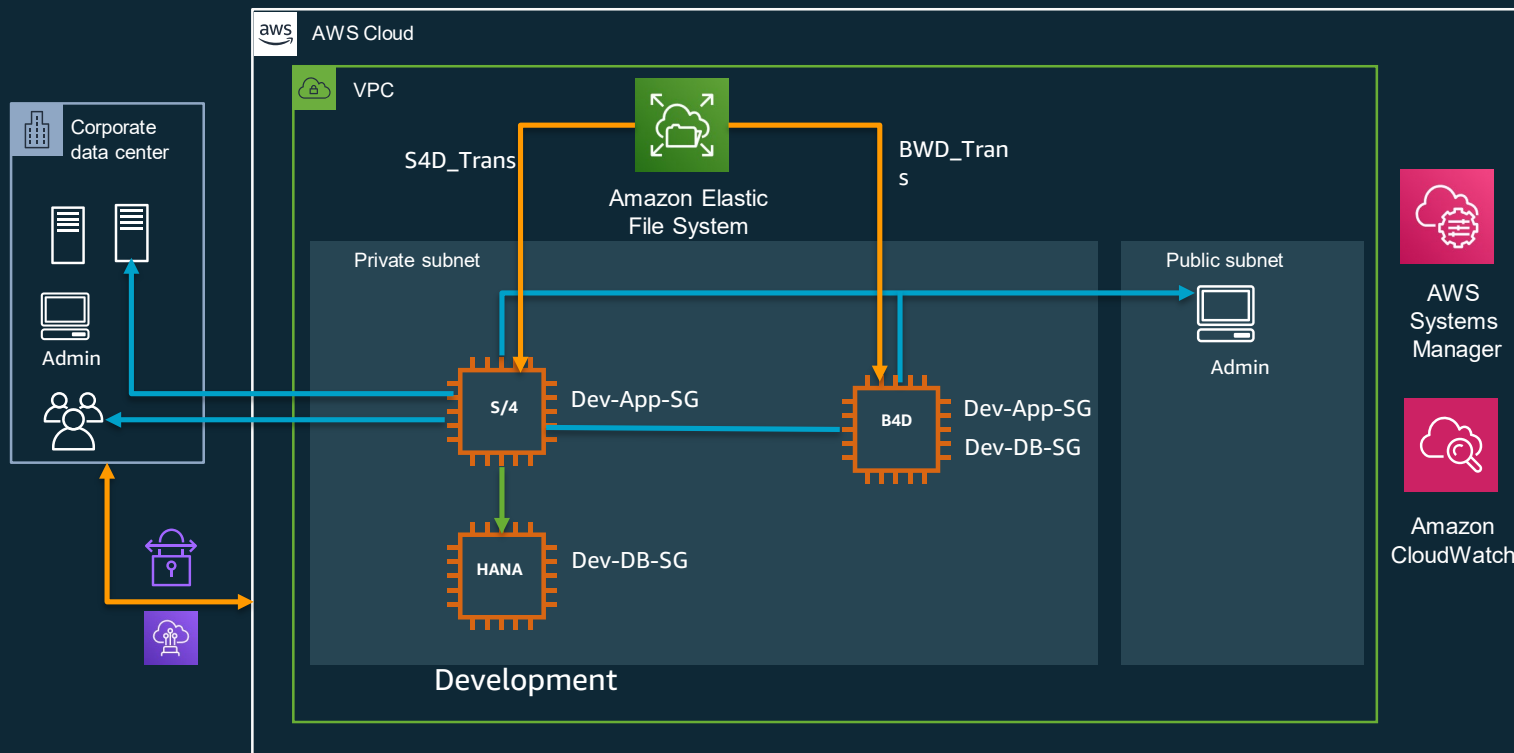 aws
AWS Cloud
VPC
Corporate
data center
S4D_Trans
BWD_Tran
s
Amazon Elastic
File System
Private subnet
Public subnet
Admin
Admin
AWS
Systems
Manager
S/4
Dev-App-SG
B4D
Dev-App-SG
Dev-DB-SG
HANA
Dev-DB-SG
Amazon
CloudWatch
Development